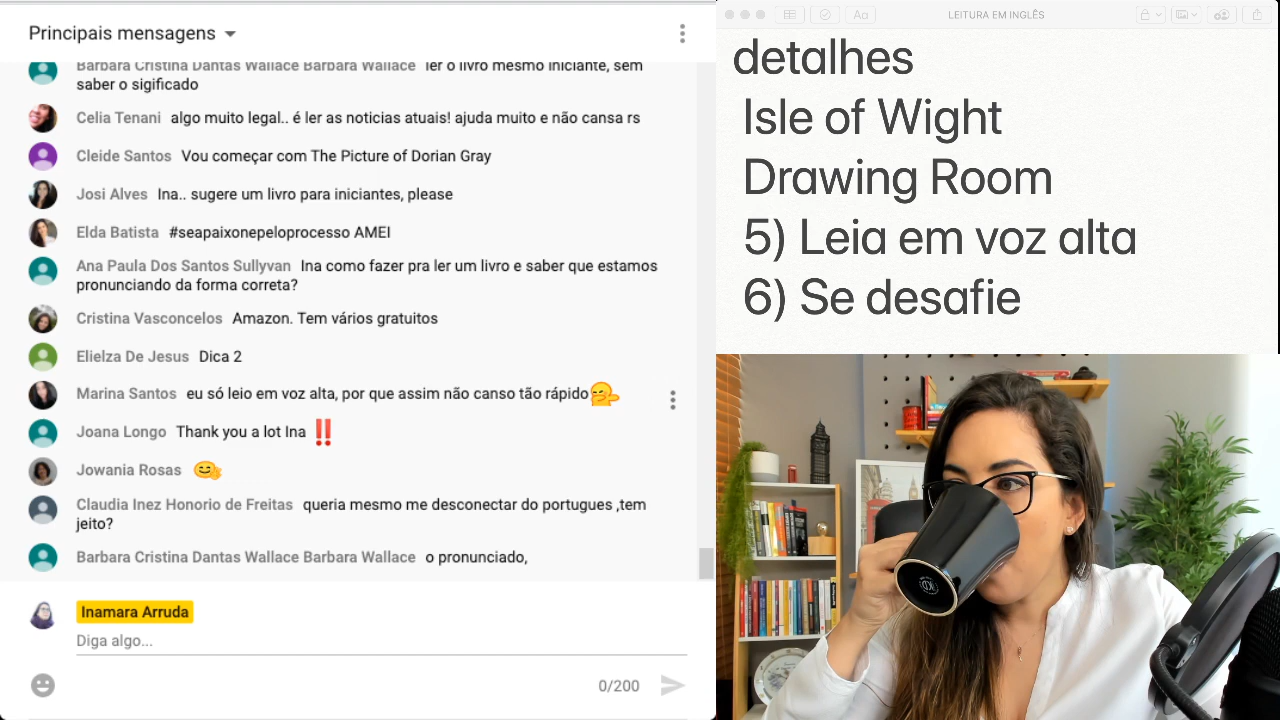 Principais mensagens
Barbara Cristina Dantas Wallace Barbara Wallace ler o livro mesmo iniciante, sem
saber o sigificado
Celia Tenani algo muito legal.. é ler as noticias atuais! ajuda muito e não cansa rs
Cleide Santos Vou começar com The Picture of Dorian Gray
Josi Alves Ina.. sugere um livro para iniciantes, please
Elda Batista #seapaixonepeloprocesso AMEI
Ana Paula Dos Santos Sullyvan Ina como fazer pra ler um livro e saber que estamos
pronunciando da forma correta?
Cristina Vasconcelos Amazon. Tem vários gratuitos
Elielza De Jesus Dica 2
Marina Santos eu só leio em voz alta, por que assim não canso tão rápido🤭
Joana Longo Thank you a lot Ina ‼️
Jowania Rosas 🤗
Claudia Inez Honorio de Freitas queria mesmo me desconectar do portugues ,tem
jeito?
Barbara Cristina Dantas Wallace Barbara Wallace o pronunciado,
Inamara Arruda
Diga algo...
0/200
Aa
LEITURA EM INGLÊS
detalhes
Isle of Wight
Drawing Room
5) Leia em voz alta
6) Se desafie